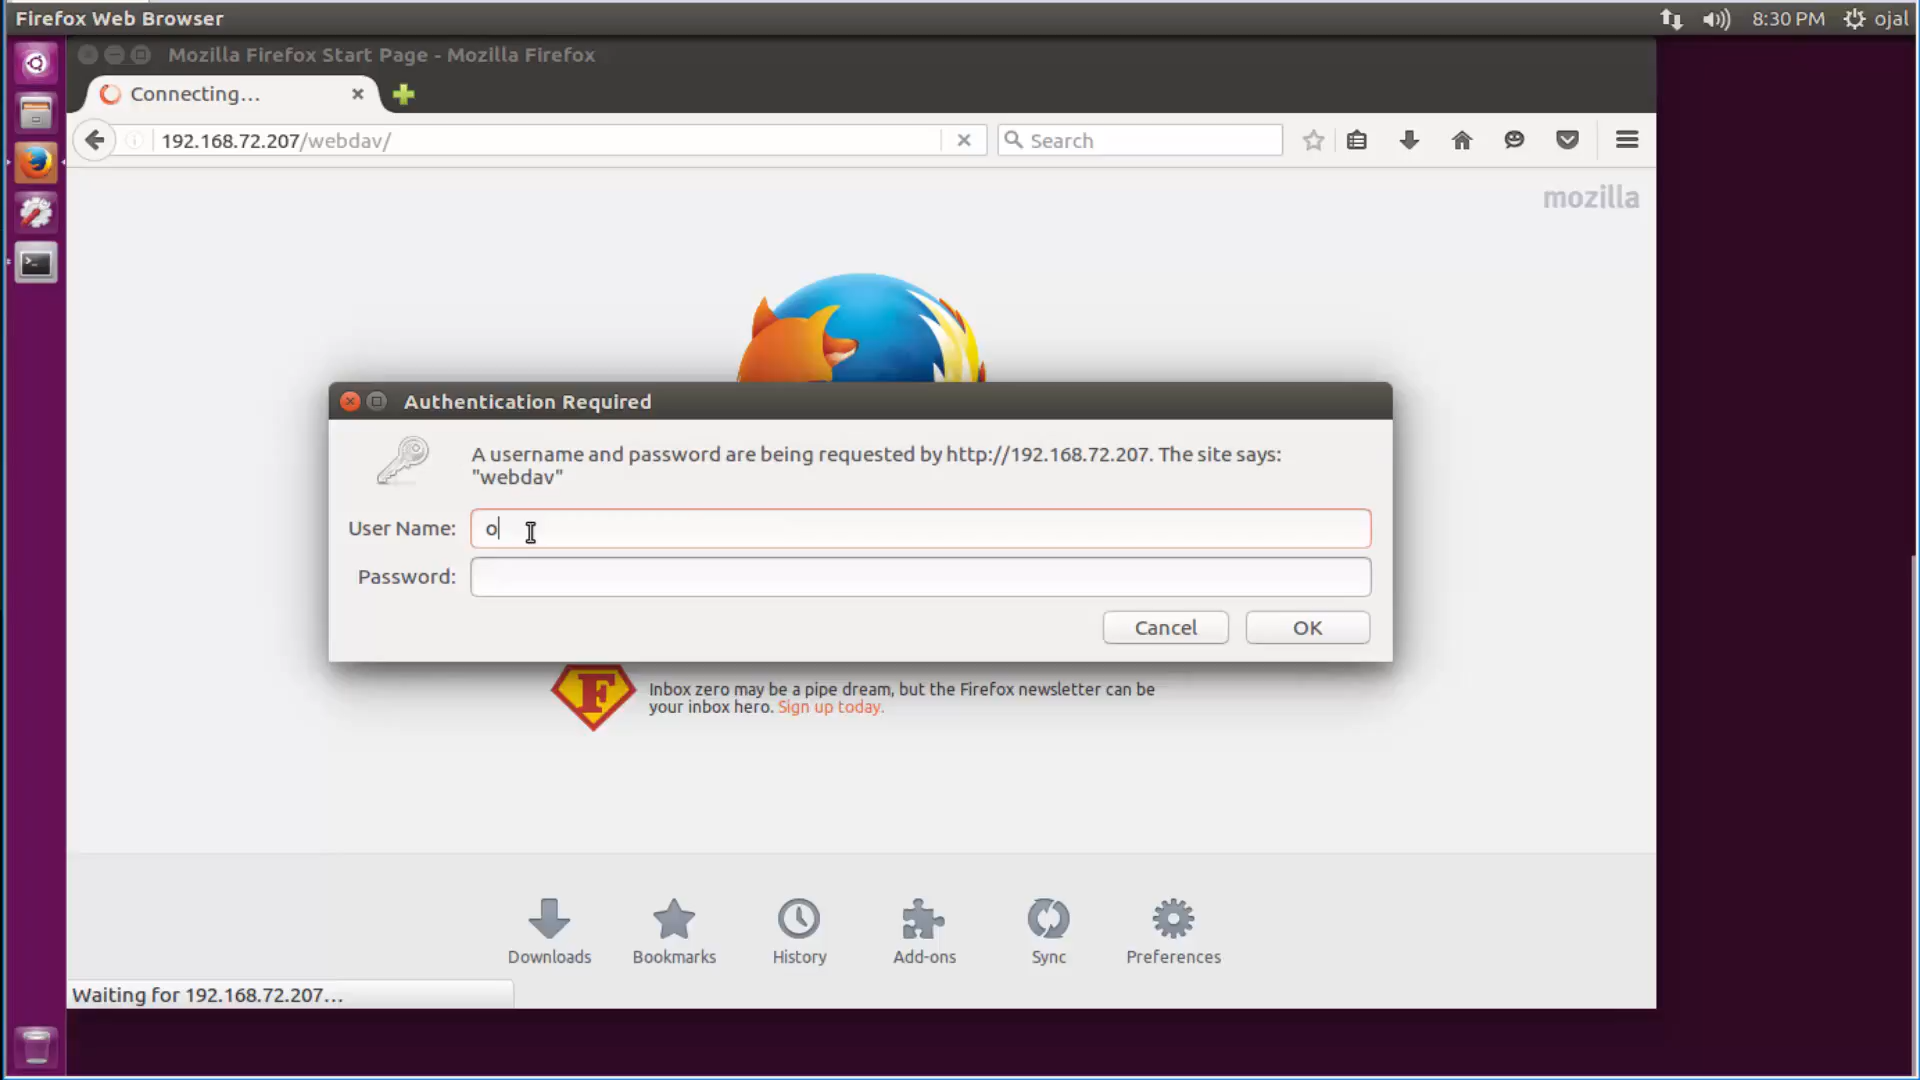 Firefox Web Browser
8:30 PM
ojal
Mozilla Firefox Start Page - Mozilla Firefox
Connecting...
192.168.72.207/webdav/
Search
mozilla
Authentication Required
A username and password are being requested by http://192.168.72.207. The site says:
"webdav"
User Name:
o
Password:
Cancel
OK
F
Inbox zero may be a pipe dream, but the Firefox newsletter can be
your inbox hero. Sign up today.
Downloads
Bookmarks
History
Add-ons
Sync
Preferences
Waiting for 192.168.72.207...